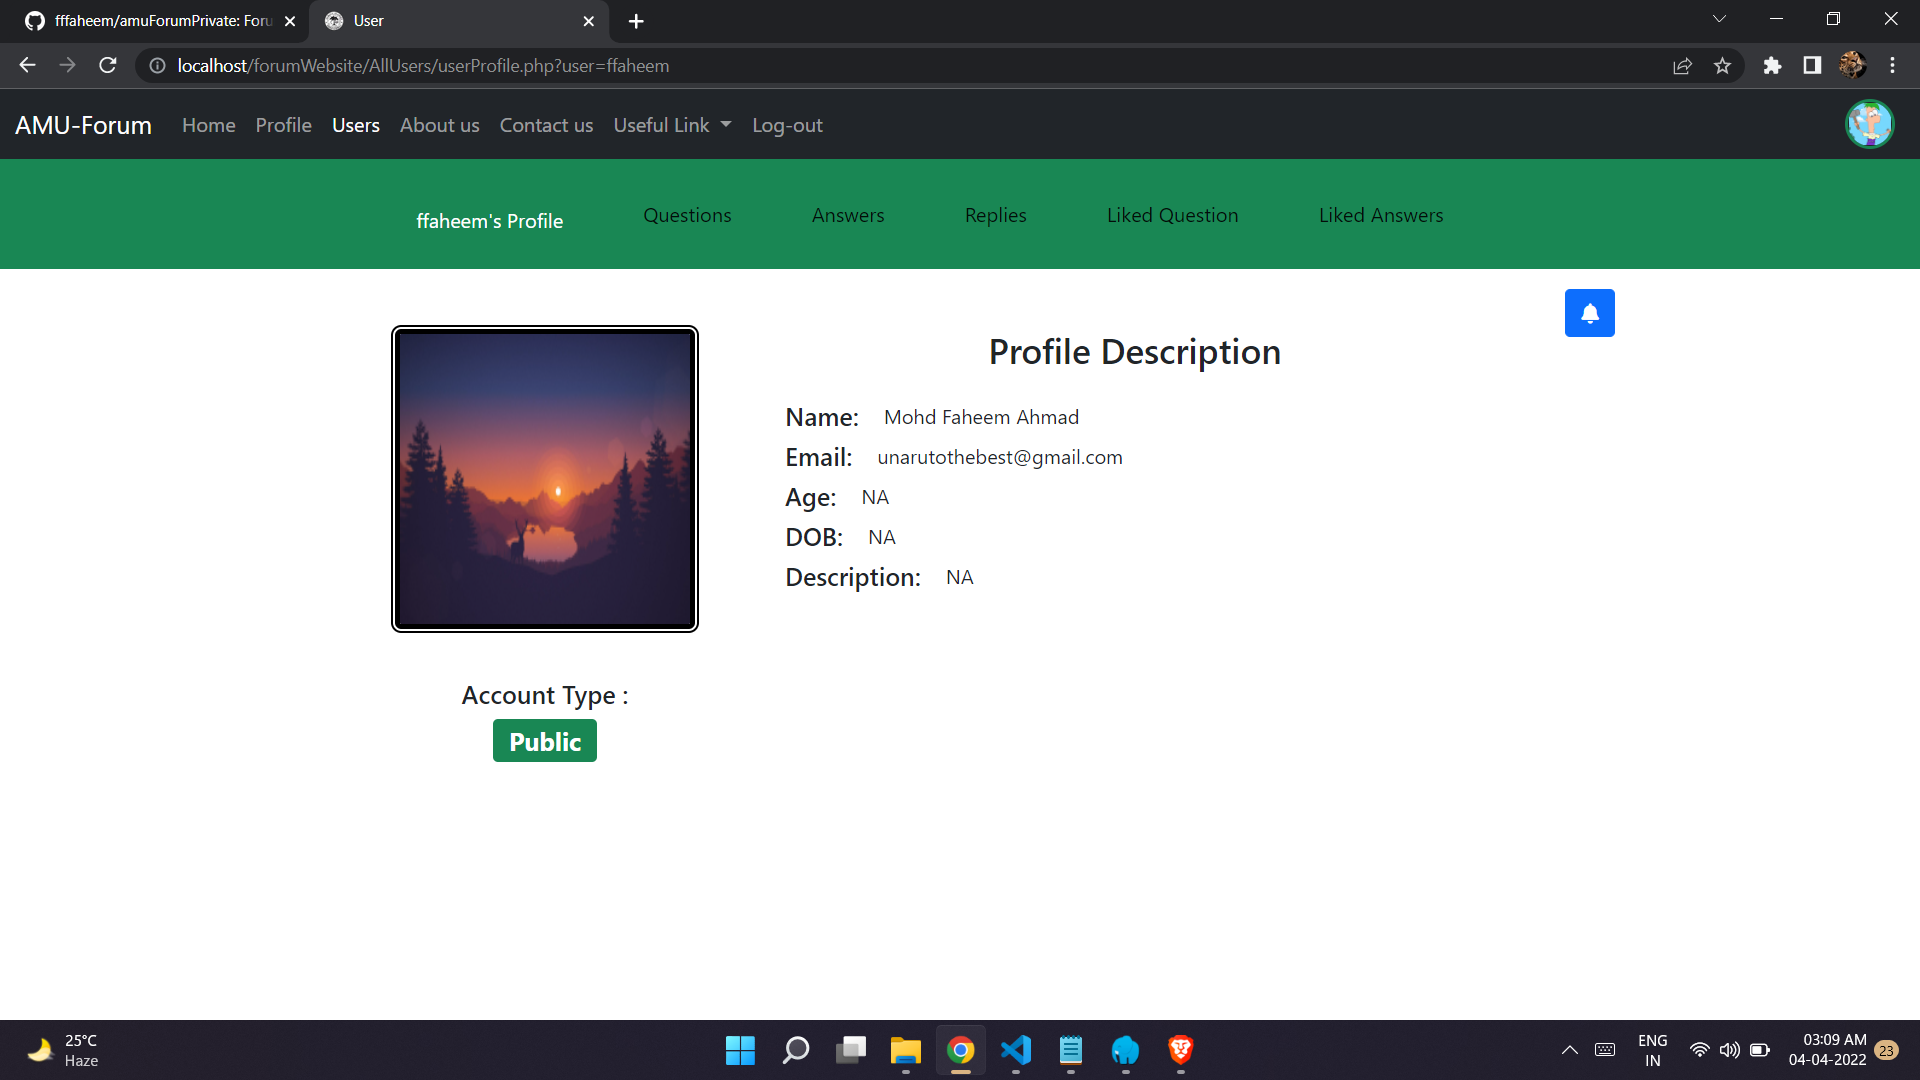 fffaheem/amuForumPrivate: Foru
User
localhost/forumWebsite/AllUsers/userProfile.php?user=ffaheem
AMU-Forum Home Profile Users About us Contact us Useful Link Log-out
ffaheem's Profile Questions Answers Replies Liked Question Liked Answers
Profile Description
Name: Mohd Faheem Ahmad
Email: unarutothebest@gmail.com
Age: NA
DOB: NA
Description: NA
Account Type :
Public
25°C
Haze
ENG
IN
03:09 AM
04-04-2022
23